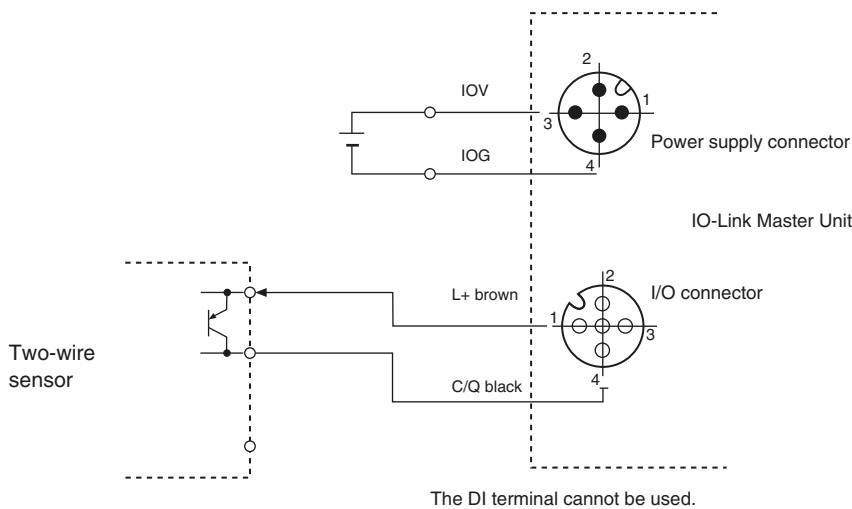 2
IOV
1
3
Power supply connector
IOG
4
IO-Link Master Unit
2
L+ brown
I/O connector
1
3
Two-wire
sensor
4
C/Q black
The DI terminal cannot be used.